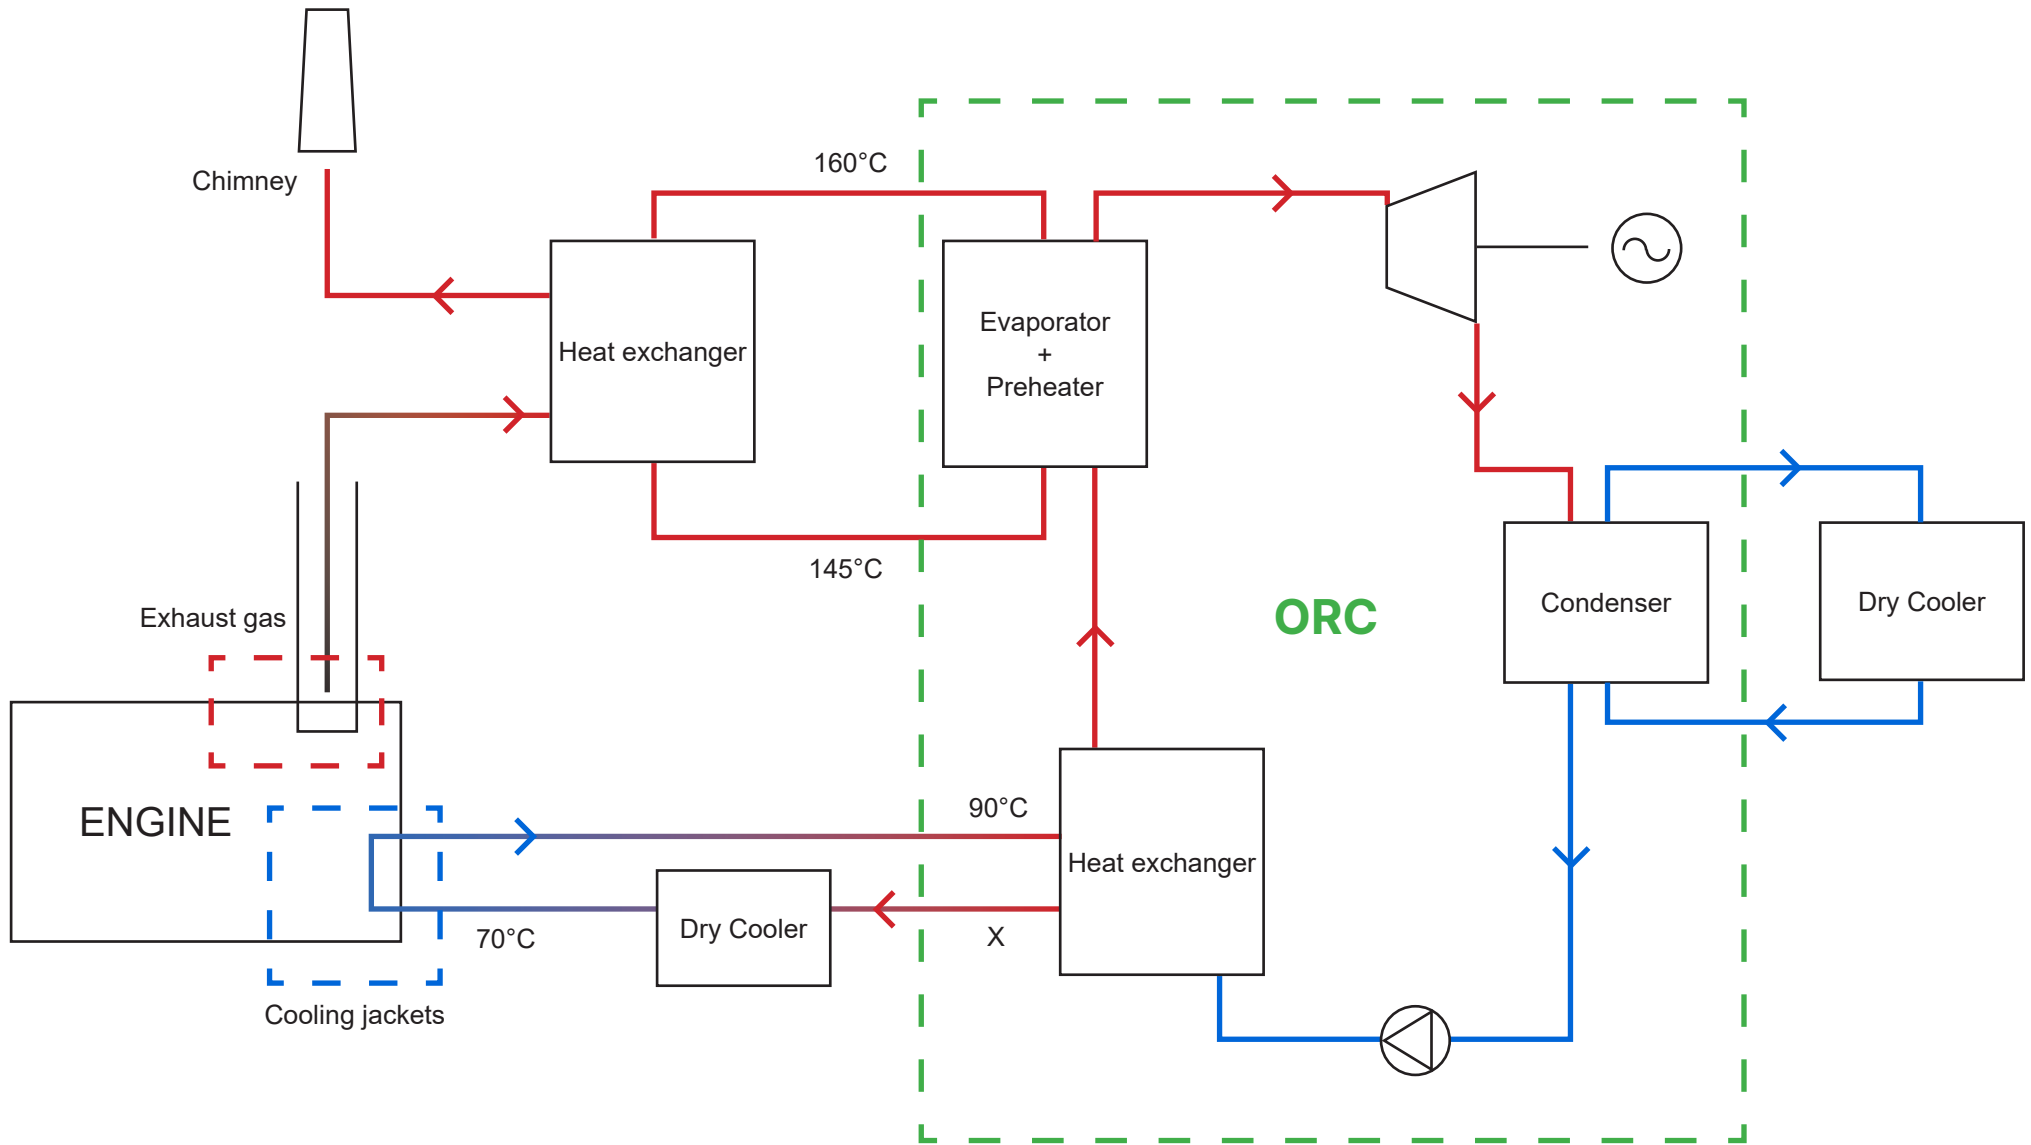 160°C
Chimney
Evaporator
+
Preheater
Heat exchanger
145°C
Exhaust gas
ORC
Condenser
Dry Cooler
ENGINE
90°C
Heat exchanger
70°C
Dry Cooler
X
Cooling jackets